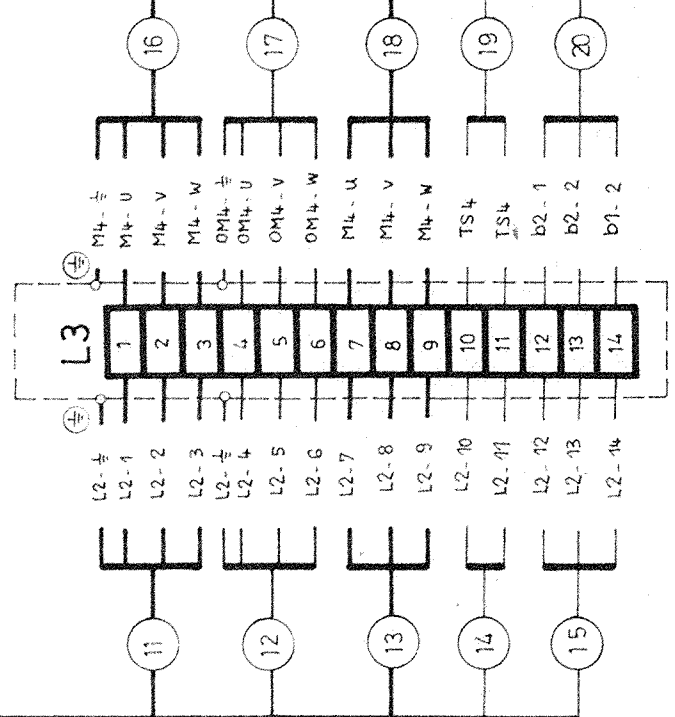 16 17 18 19 20
M4-⏚ M4-U M4-V M4-W OM4-⏚ OM4-U OM4-V OM4-W M4-U M4-V M4-W TS4 TS4 b2-1 b2-2 b1-2
L3
1 2 3 4 5 6 7 8 9 10 11 12 13 14
L2-⏚ L2-1 L2-2 L2-3 L2-⏚ L2-4 L2-5 L2-6 L2-7 L2-8 L2-9 L2-10 L2-11 L2-12 L2-13 L2-14
11 12 13 14 15